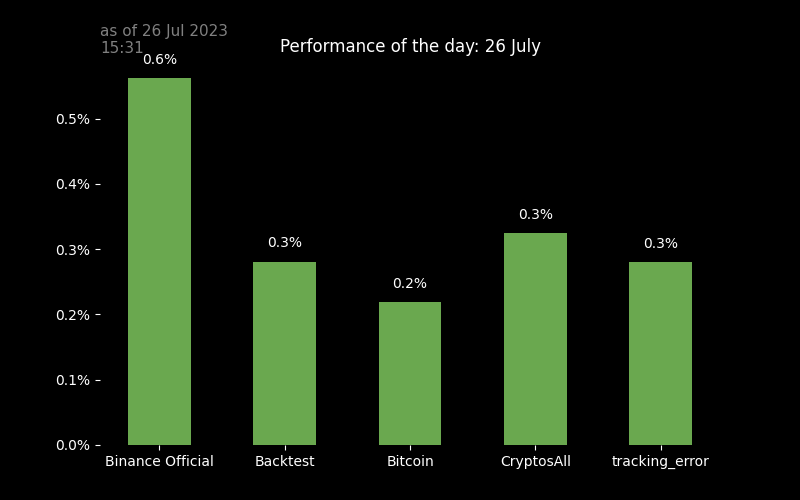 as of 26 Jul 2023
15:31
Performance of the day: 26 July
0.6%
0.5%
0.4%
0.3%
0.2%
0.1%
0.0%
0.3%
0.2%
0.3%
0.3%
Binance Official
Backtest
Bitcoin
CryptosAll
tracking_error